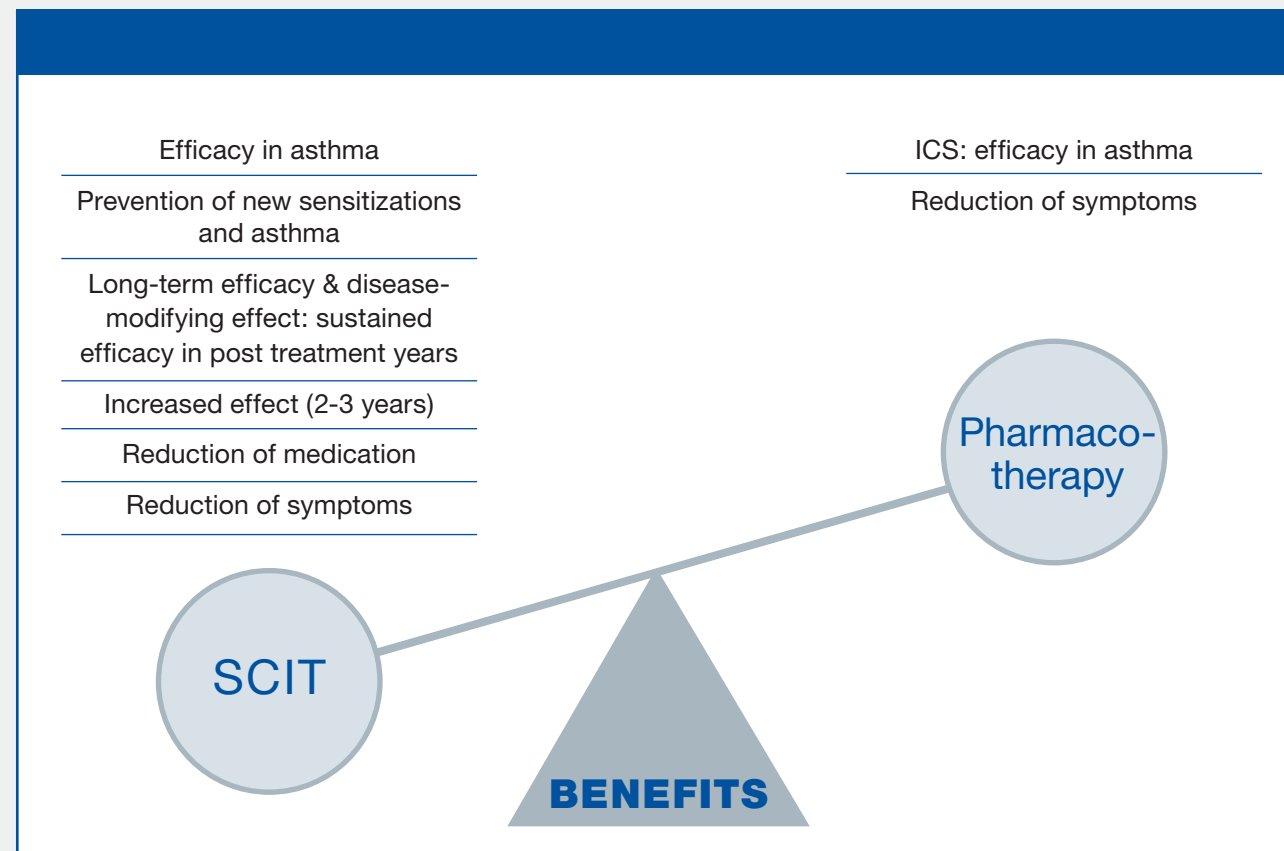 Efficacy in asthma
Prevention of new sensitizations
and asthma
Long-term efficacy & disease-
modifying effect: sustained
efficacy in post treatment years
Increased effect (2-3 years)
Reduction of medication
Reduction of symptoms
SCIT
ICS: efficacy in asthma
Reduction of symptoms
Pharmaco-
therapy
BENEFITS